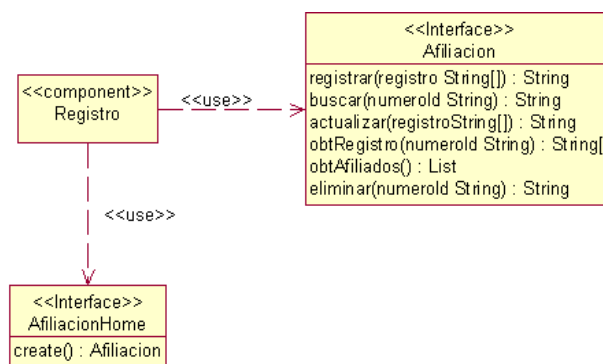 <<Interface>>
Afiliacion
registrar(registro String[]) : String
buscar(numeroId String) : String
actualizar(registroString[]) : String
obtRegistro(numeroId String) : String[
obtAfiliados() : List
eliminar(numeroId String) : String
<<component>>
Registro
<<use>>
<<use>>
<<Interface>>
AfiliacionHome
create() : Afiliacion